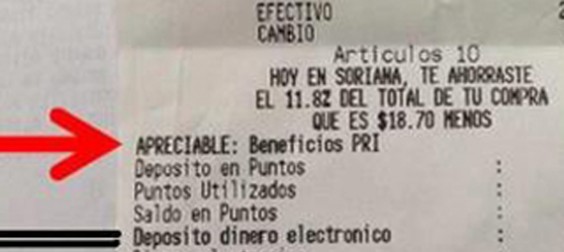 EFECTIVO
CAMBIO
Articulos 10
HOY EN SORIANA, TE AHORRASTE
EL 11.8% DEL TOTAL DE TU COMPRA
QUE ES $18.70 MENOS
APRECIABLE: Beneficios PRI
Deposito en Puntos :
Puntos Utilizados :
Saldo en Puntos :
Deposito dinero electronico :